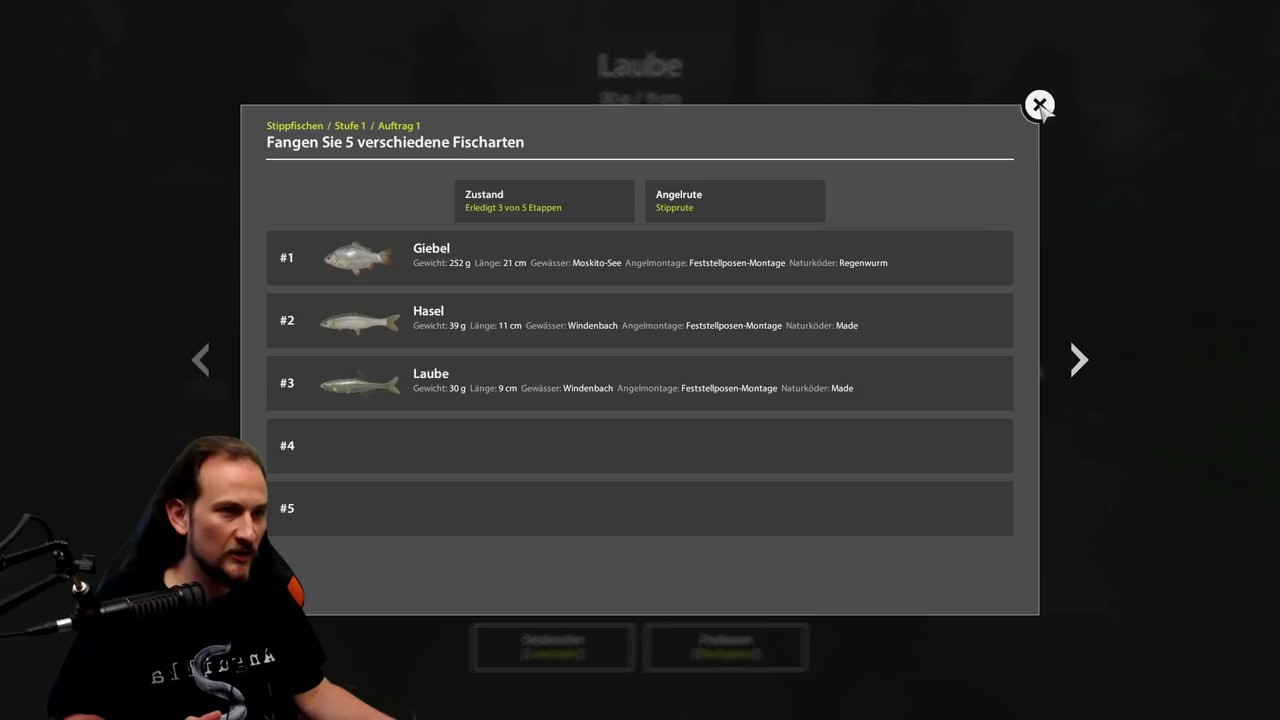 Laube
30 g / 9 cm
Stippfischen / Stufe 1 / Auftrag 1
Fangen Sie 5 verschiedene Fischarten
Zustand
Erledigt 3 von 5 Etappen
Angelrute
Stipprute
#1
Giebel
Gewicht: 252 g Länge: 21 cm Gewässer: Moskito-See Angelmontage: Feststellposen-Montage Naturköder: Regenwurm
#2
Hasel
Gewicht: 39 g Länge: 11 cm Gewässer: Windenbach Angelmontage: Feststellposen-Montage Naturköder: Made
#3
Laube
Gewicht: 30 g Länge: 9 cm Gewässer: Windenbach Angelmontage: Feststellposen-Montage Naturköder: Made
#4
#5